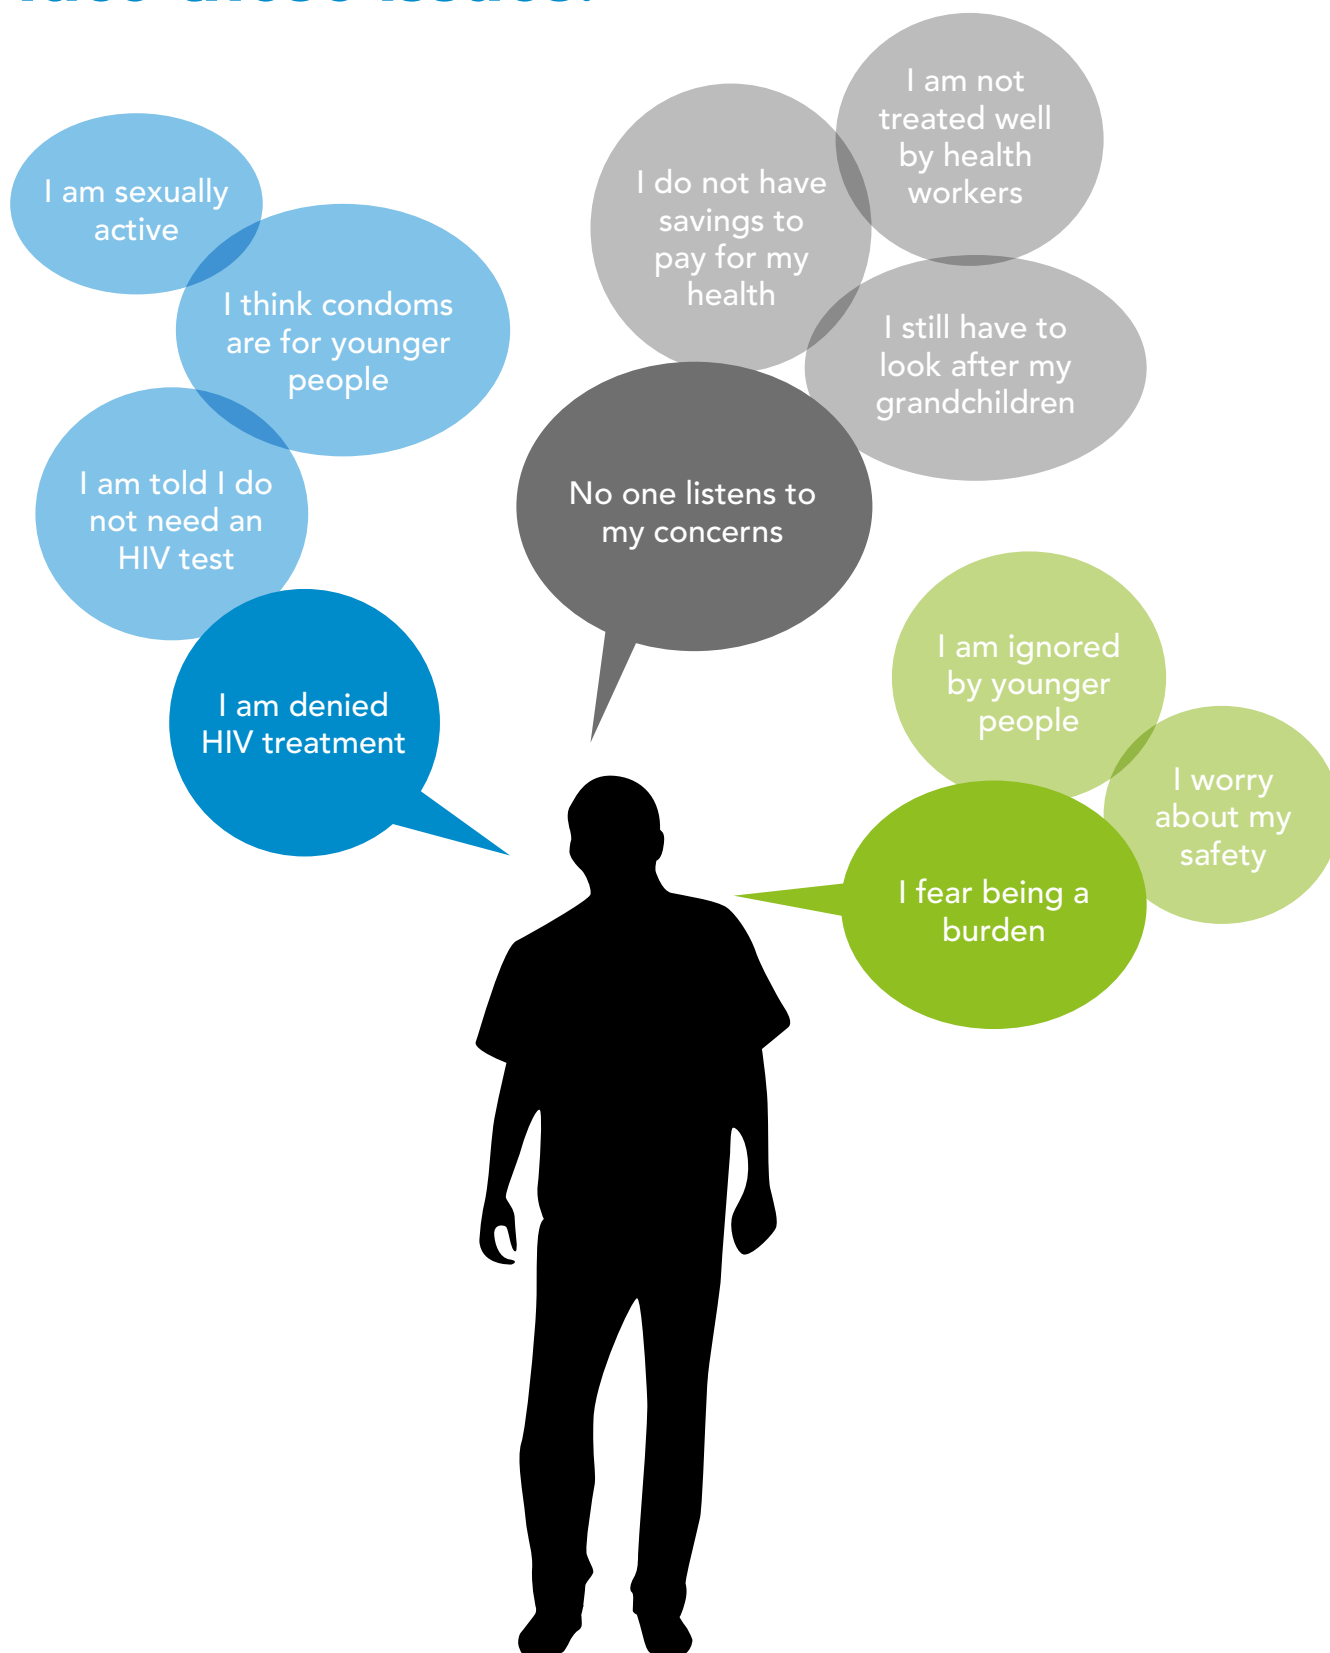 face these issues:
I am sexually
active
I think condoms
are for younger
people
I am told I do
not need an
HIV test
I am denied
HIV treatment
I am not
treated well
by health
workers
I do not have
savings to
pay for my
health
I still have to
look after my
grandchildren
No one listens to
my concerns
I am ignored
by younger
people
I worry
about my
safety
I fear being a
burden